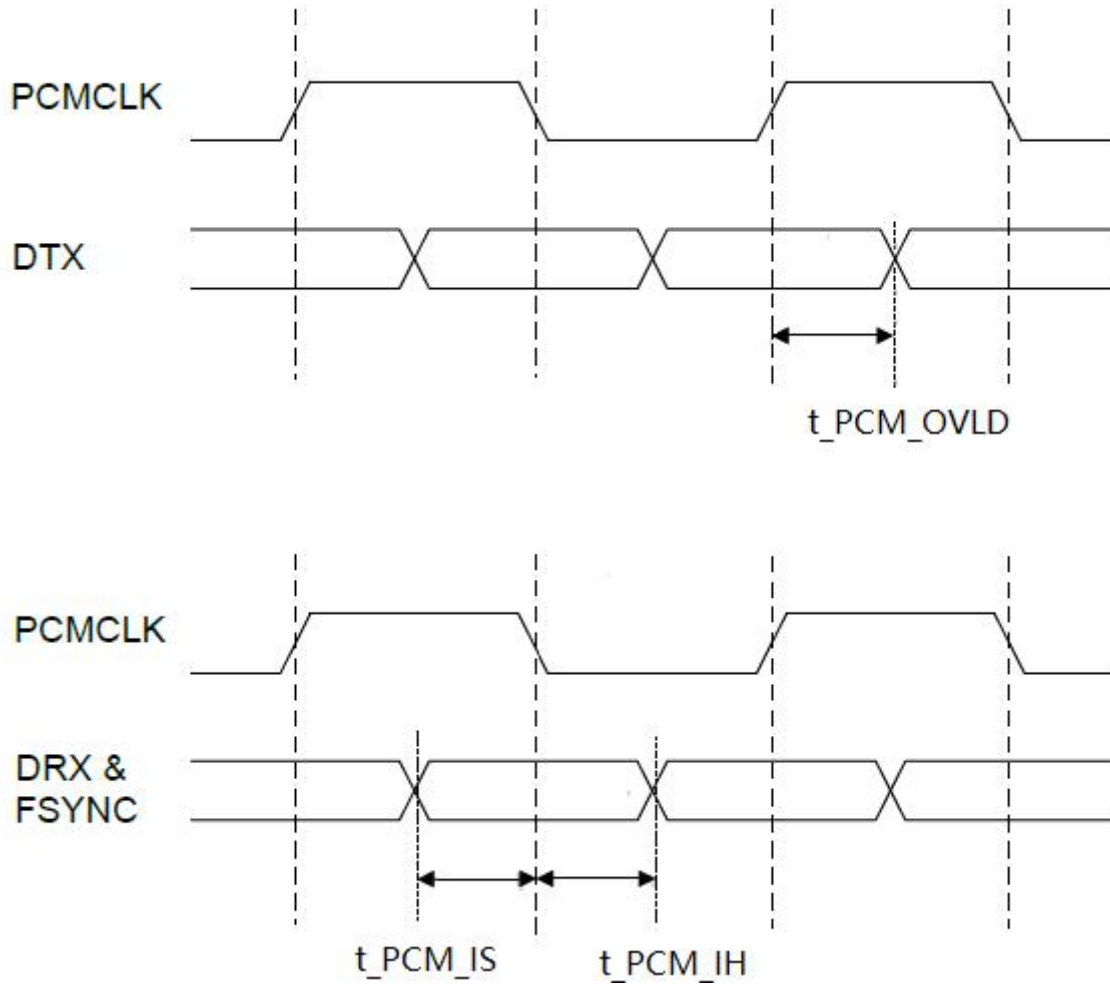 PCMCLK
DTX
t_PCM_OVLD
PCMCLK
DRX &
FSYNC
t_PCM_IS
t_PCM_IH